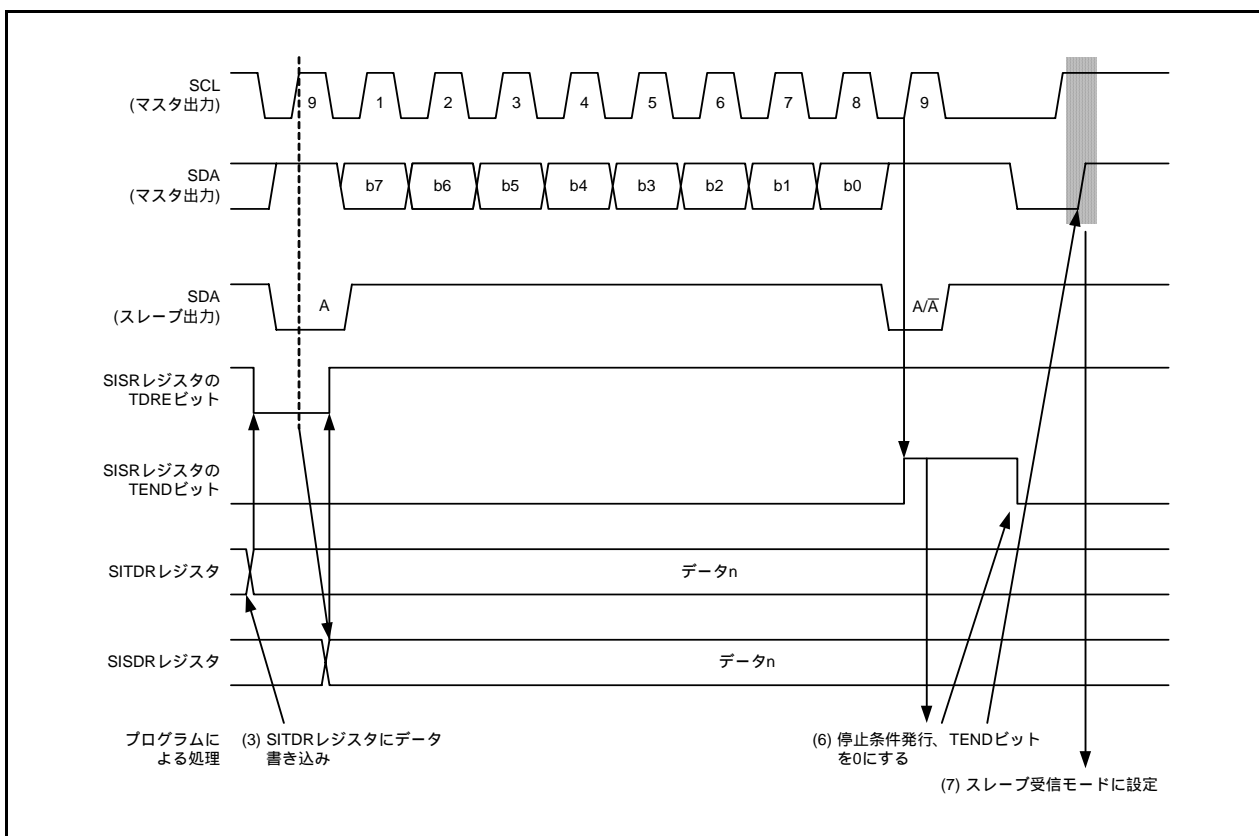 SCL
(マスタ出力)
9
1
2
3
4
5
6
7
8
9
SDA
(マスタ出力)
b7
b6
b5
b4
b3
b2
b1
b0
SDA
(スレーブ出力)
A
A/A̅
SISRレジスタの
TDREビット
SISRレジスタの
TENDビット
SITDRレジスタ
データn
SISDRレジスタ
データn
プログラムに
よる処理
(3) SITDRレジスタにデータ
書き込み
(6) 停止条件発行、TENDビット
を0にする
(7) スレーブ受信モードに設定